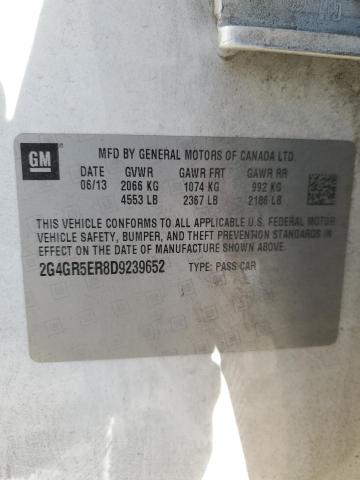 GM
MFD BY GENERAL MOTORS OF CANADA LTD.
DATE GVWR GAWR FRT GAWR RR
06/13 2066 KG 1074 KG 992 KG
4553 LB 2367 LB 2186 LB
THIS VEHICLE CONFORMS TO ALL APPLICABLE U.S. FEDERAL MOTOR
VEHICLE SAFETY, BUMPER, AND THEFT PREVENTION STANDARDS IN
EFFECT ON THE DATE OF MANUFACTURE SHOWN ABOVE.
2G4GR5ER8D9239652 TYPE: PASS CAR